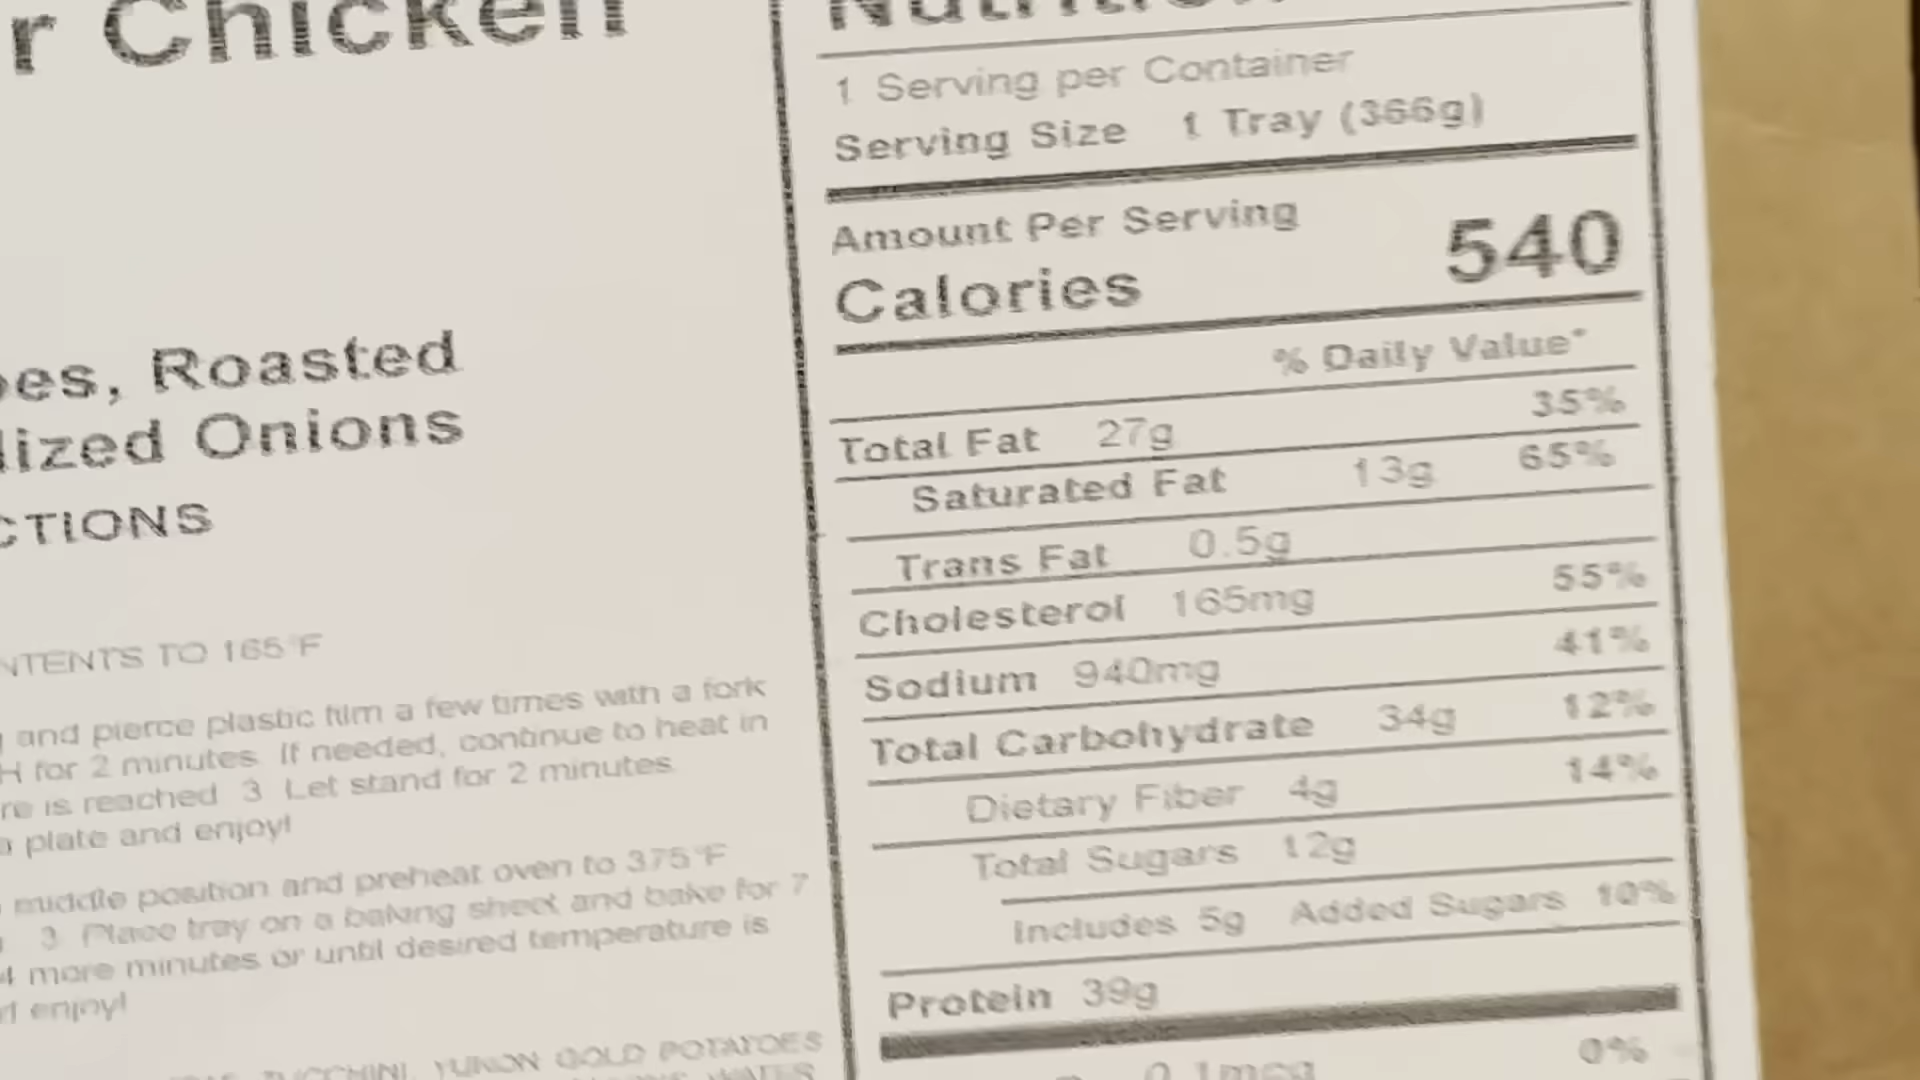 r Chicken
es, Roasted
lized Onions
CTIONS
NTENTS TO 165°F
and pierce plastic film a few times with a fork
H for 2 minutes. If needed, continue to heat in
re is reached 3 Let stand for 2 minutes.
a plate and enjoy!
middle position and preheat oven to 375°F
3 Place tray on a baking sheet and bake for 7
4 more minutes or until desired temperature is
enjoy!
ZUCCHINI, YUKON GOLD POTATOES
WATER
Nutrition
1 Serving per Container
Serving Size 1 Tray (366g)
Amount Per Serving
Calories 540
% Daily Value*
Total Fat 27g 35%
Saturated Fat 13g 65%
Trans Fat 0.5g
Cholesterol 165mg 55%
Sodium 940mg 41%
Total Carbohydrate 34g 12%
Dietary Fiber 4g 14%
Total Sugars 12g
Includes 5g Added Sugars 10%
Protein 39g
0.1mcg 0%